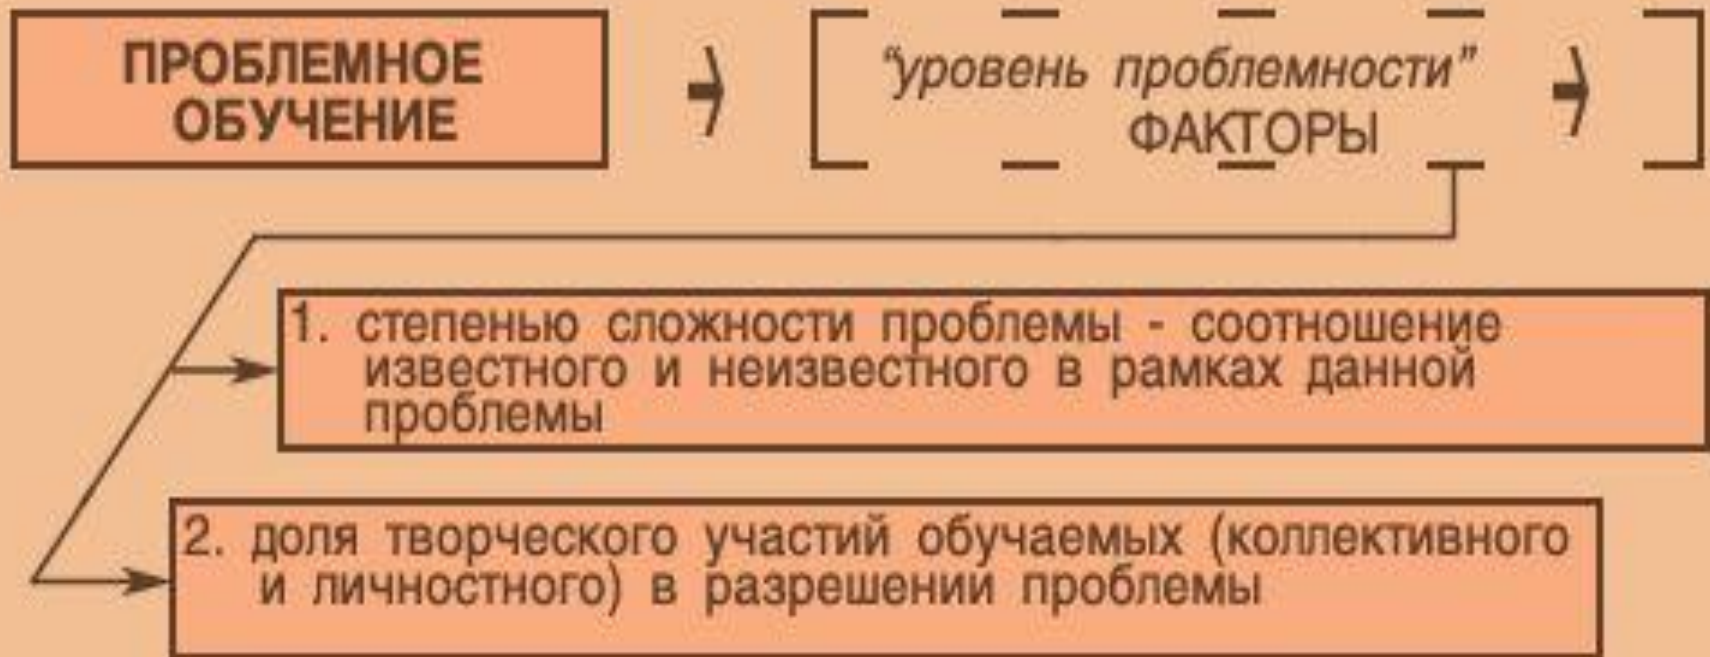 ПРОБЛЕМНОЕ
ОБУЧЕНИЕ
“уровень проблемности”
ФАКТОРЫ
1. степенью сложности проблемы - соотношение
известного и неизвестного в рамках данной
проблемы
2. доля творческого участий обучаемых (коллективного
и личностного) в разрешении проблемы